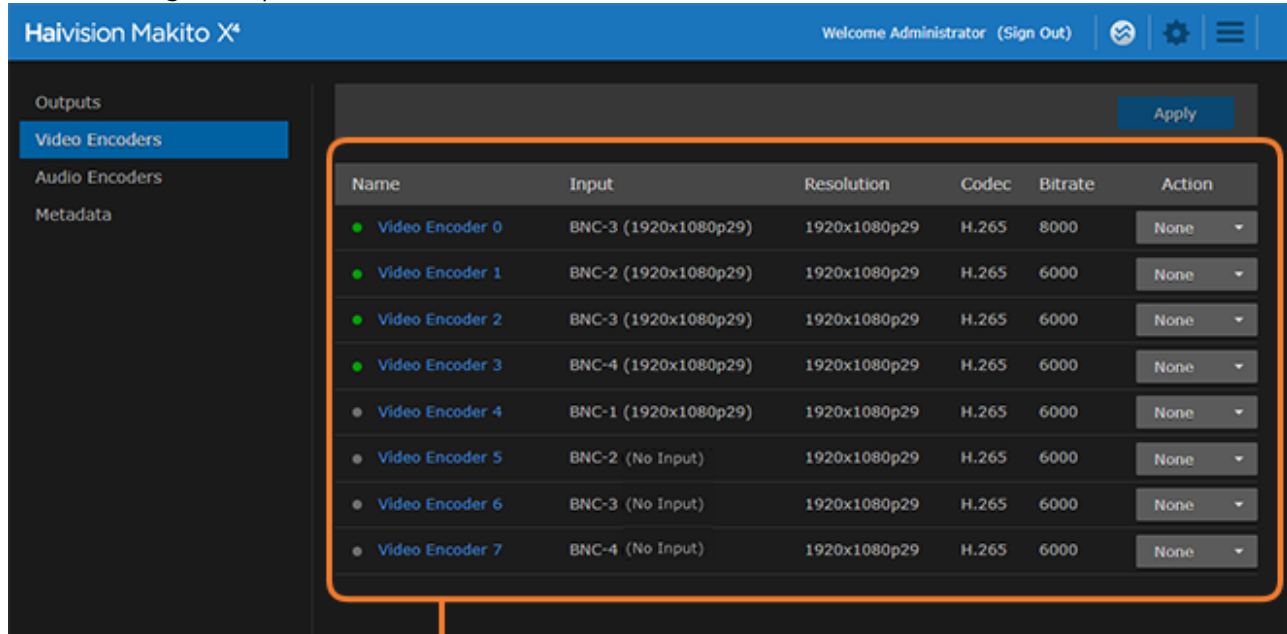 Haivision Makito X⁴
Welcome Administrator (Sign Out)
Outputs
Video Encoders
Audio Encoders
Metadata
Apply
Name Input Resolution Codec Bitrate Action
Video Encoder 0 BNC-3 (1920x1080p29) 1920x1080p29 H.265 8000 None
Video Encoder 1 BNC-2 (1920x1080p29) 1920x1080p29 H.265 6000 None
Video Encoder 2 BNC-3 (1920x1080p29) 1920x1080p29 H.265 6000 None
Video Encoder 3 BNC-4 (1920x1080p29) 1920x1080p29 H.265 6000 None
Video Encoder 4 BNC-1 (1920x1080p29) 1920x1080p29 H.265 6000 None
Video Encoder 5 BNC-2 (No Input) 1920x1080p29 H.265 6000 None
Video Encoder 6 BNC-3 (No Input) 1920x1080p29 H.265 6000 None
Video Encoder 7 BNC-4 (No Input) 1920x1080p29 H.265 6000 None